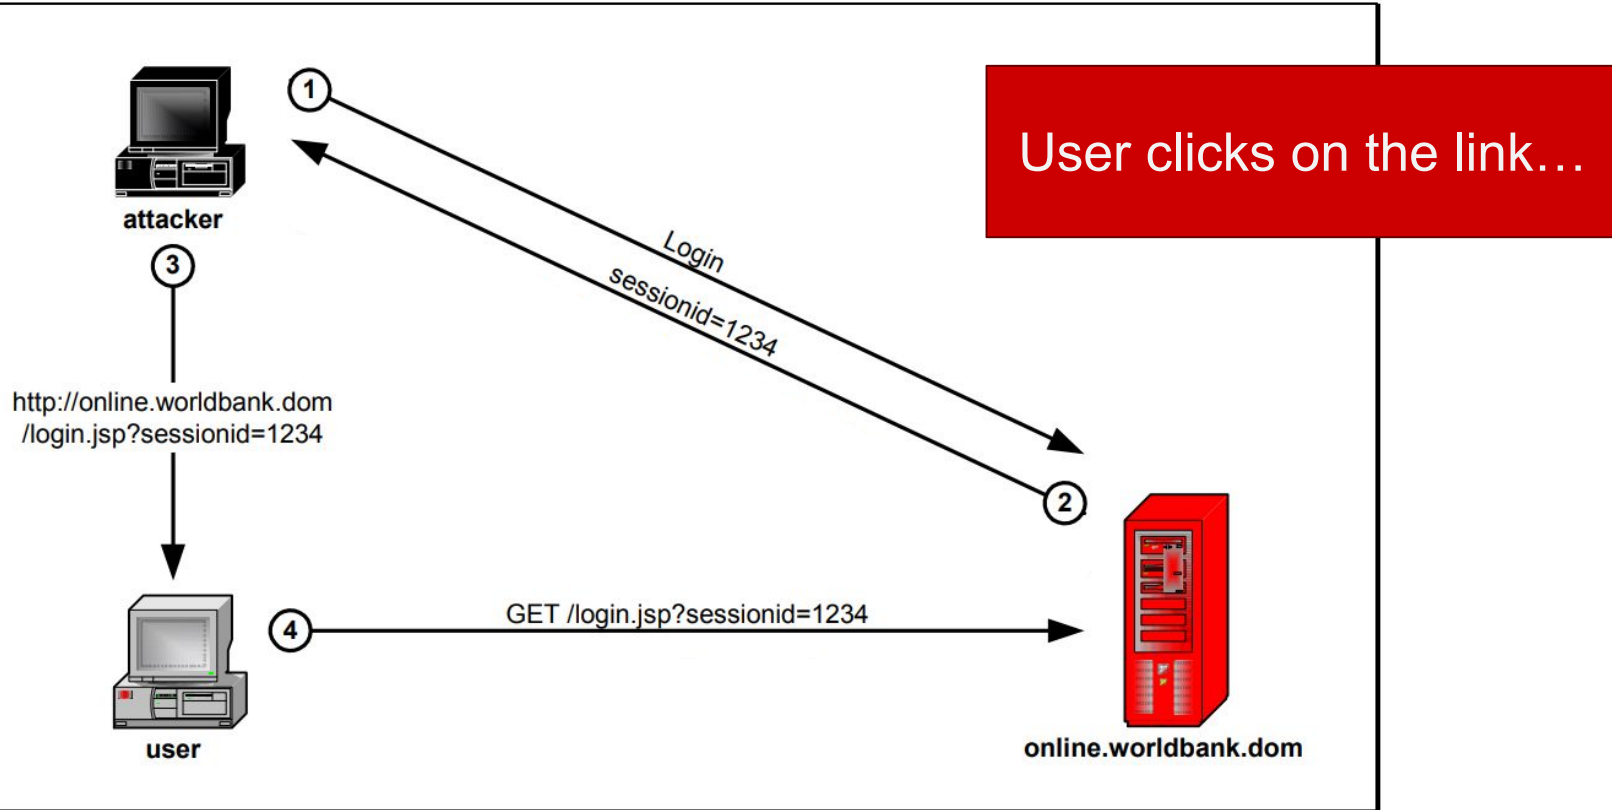 1
User clicks on the link…
attacker
3
Login
sessionid=1234
http://online.worldbank.dom
/login.jsp?sessionid=1234
2
4
GET /login.jsp?sessionid=1234
user
online.worldbank.dom